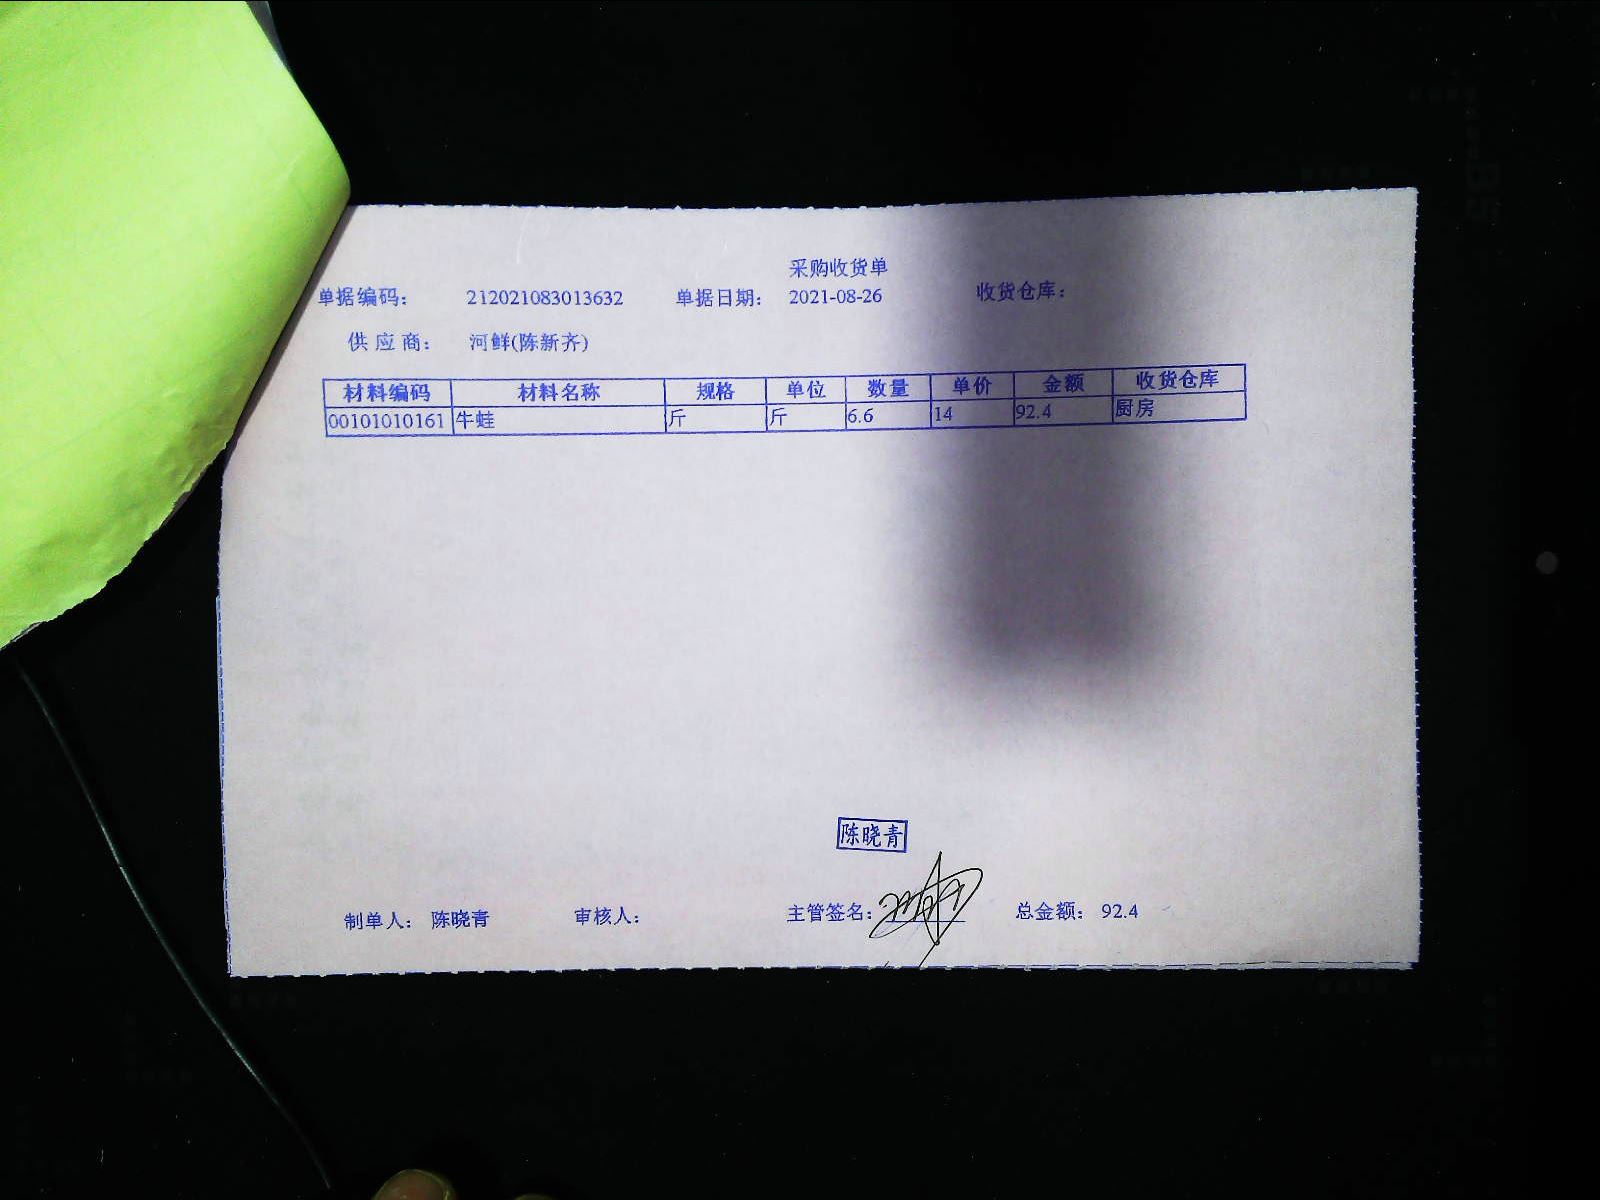 采购收货单
单据编码： 212021083013632 单据日期： 2021-08-26 收货仓库：
供应商： 河鲜(陈新齐)
材料编码 材料名称 规格 单位 数量 单价 金额 收货仓库
00101010161 牛蛙 斤 斤 6.6 14 92.4 厨房
陈晓青
制单人： 陈晓青 审核人： 主管签名： 总金额： 92.4
B5